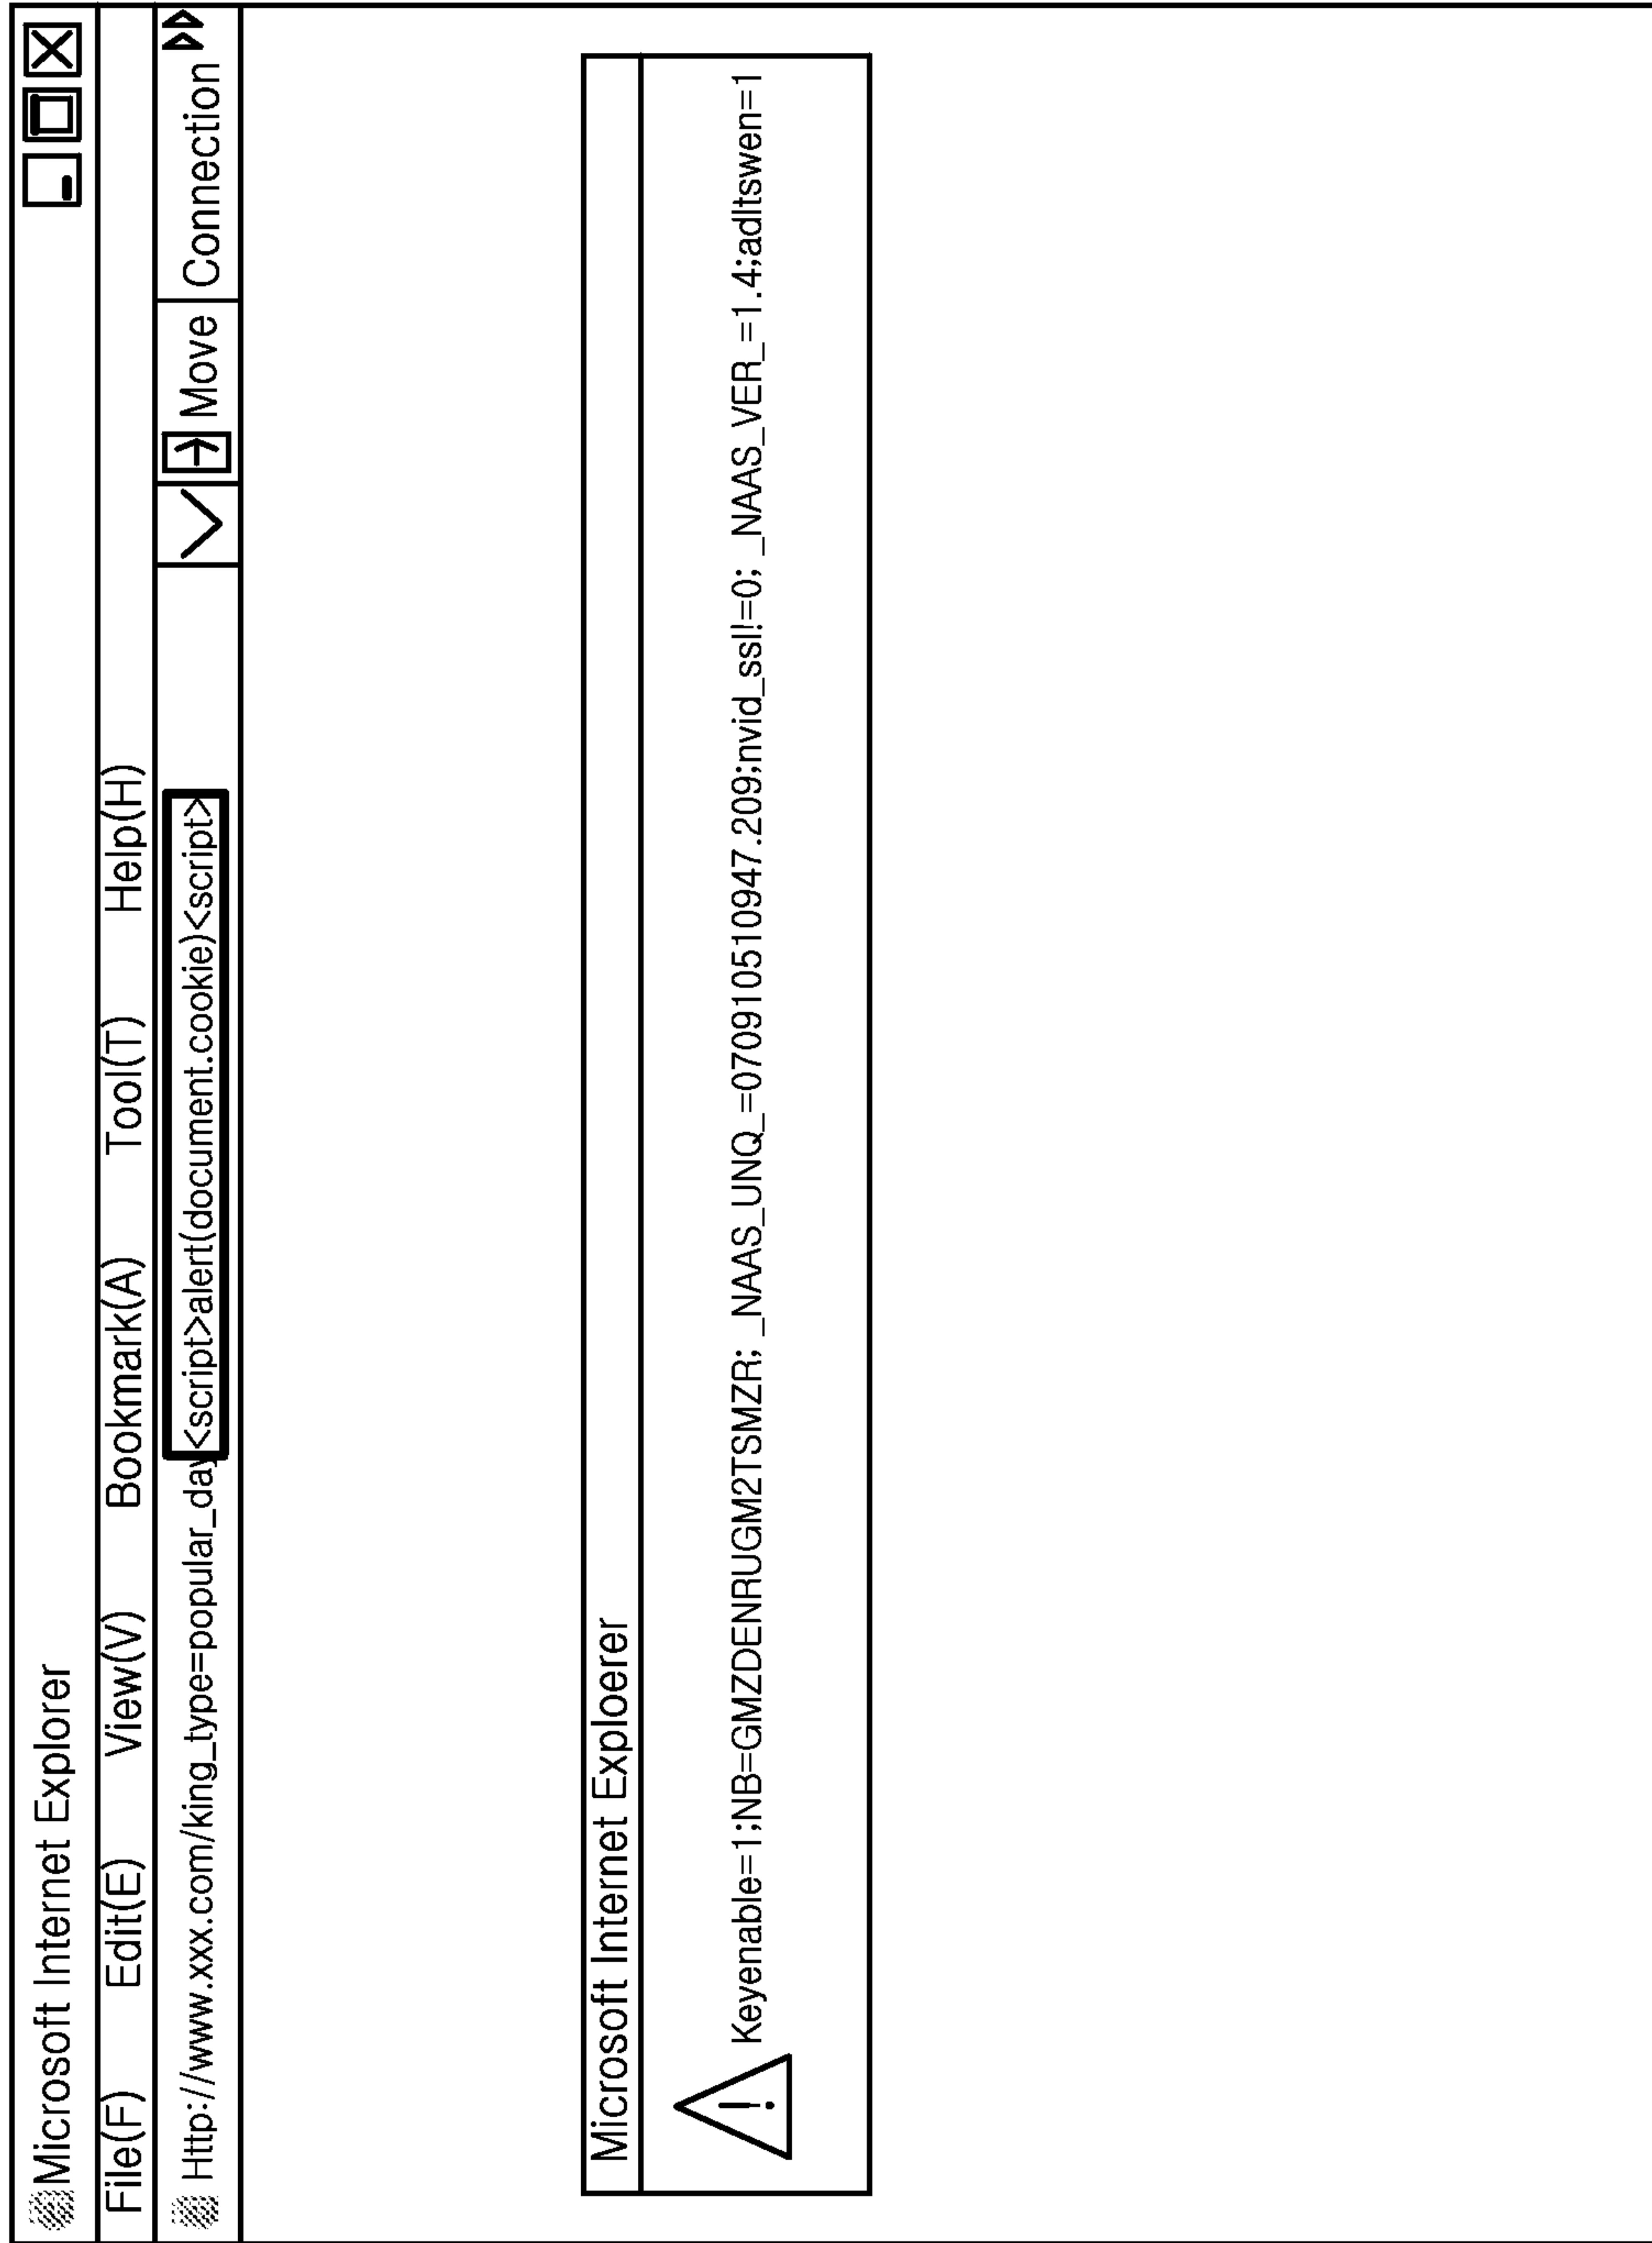 Microsoft Internet Explorer
File(F) Edit(E) View(V) Bookmark(A) Tool(T) Help(H)
Http://www.xxx.com/king_type=popular_day<script>alert(document.cookie)<script> Move Connection
Microsoft Internet Exploerer
Keyenable=1;NB=GMZDENRUGM2TSMZR; _NAAS_UNQ_=070910510947.209;nvid_ssl!=0; _NAAS_VER_=1.4;adltswen=1